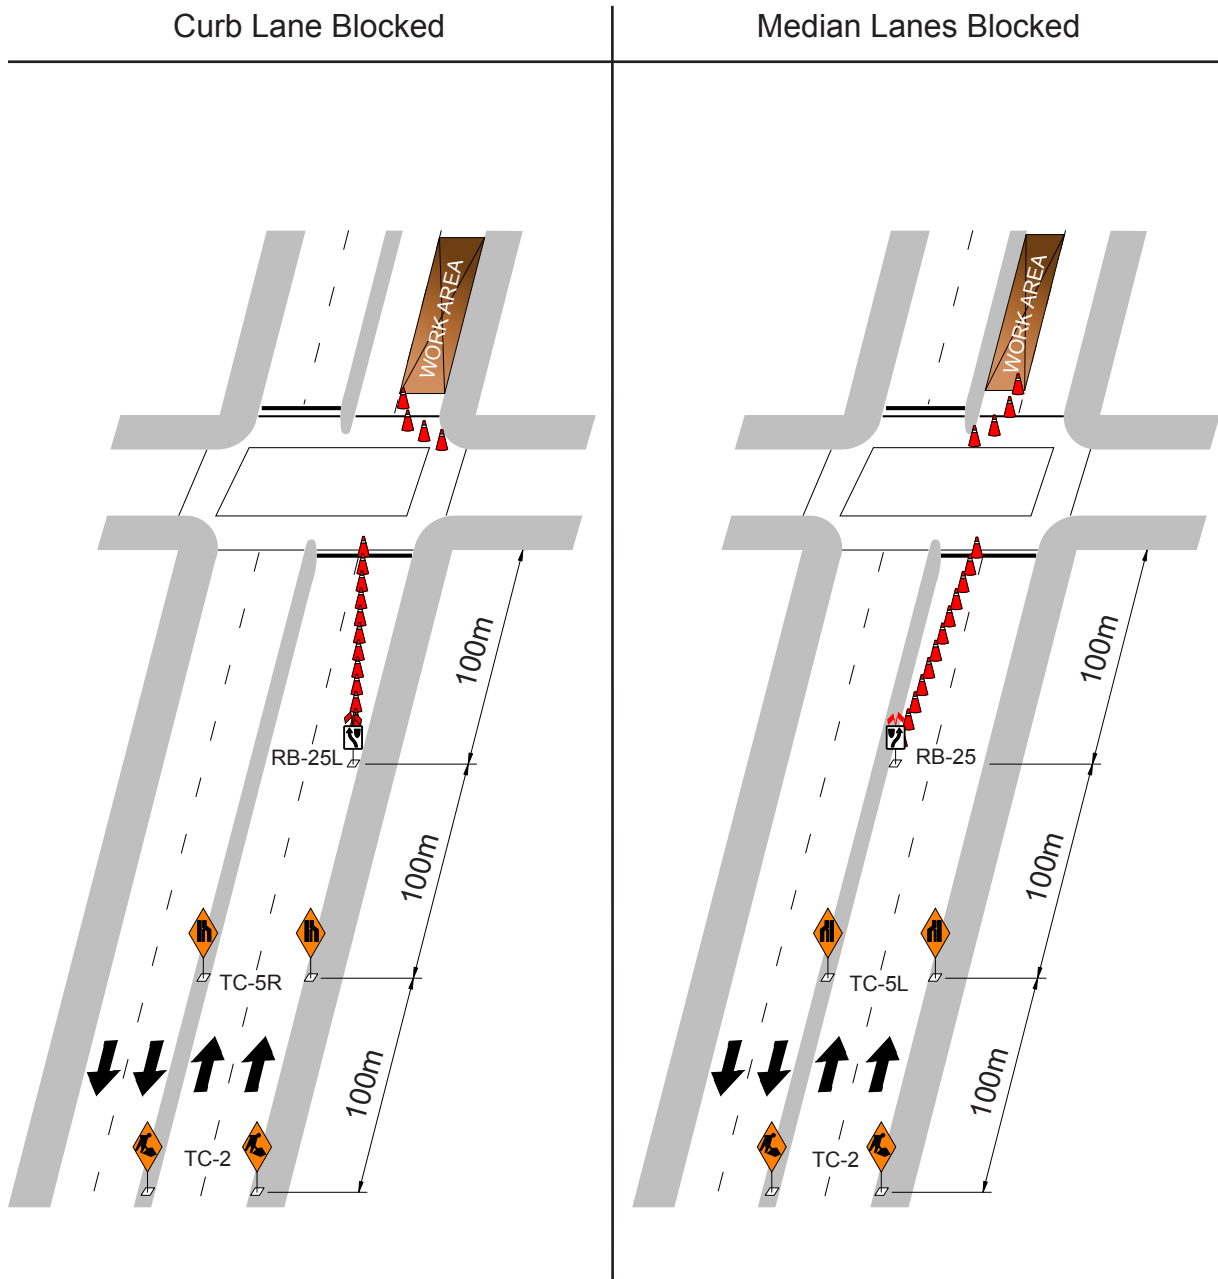 Curb Lane Blocked
WORK AREA
100m
RB-25L
100m
TC-5R
100m
TC-2
Median Lanes Blocked
WORK AREA
100m
RB-25
100m
TC-5L
100m
TC-2